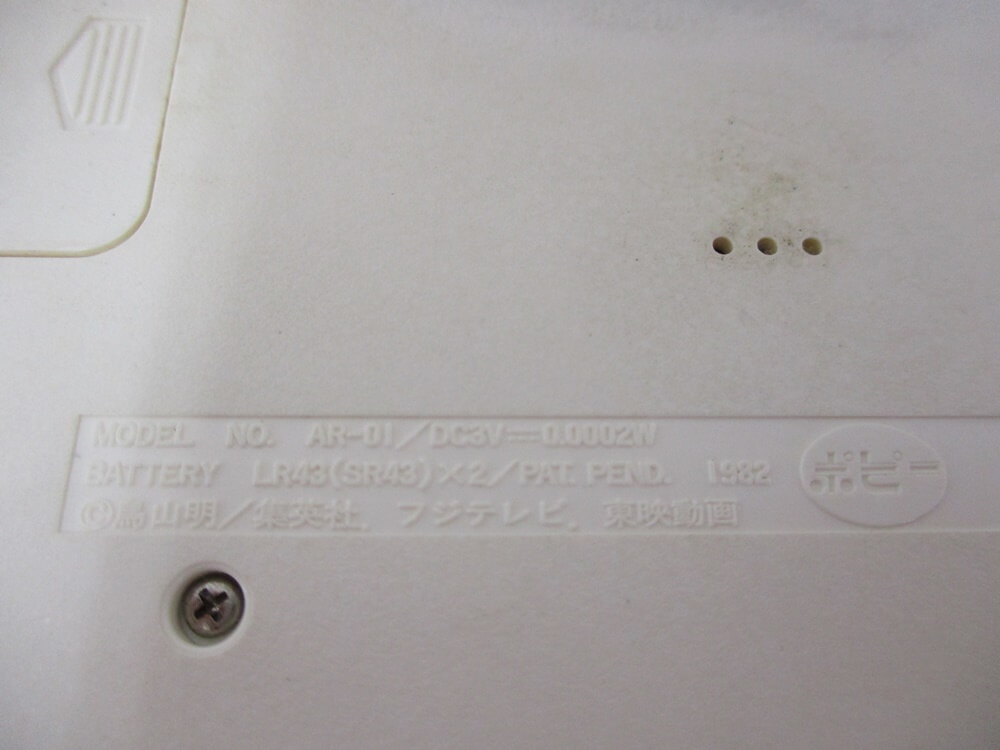 MODEL NO. AR-01/DC3V=0.0002W
BATTERY LR43(SR43)×2/PAT. PEND. 1982
©鳥山明/集英社, フジテレビ, 東映動画
ポピー